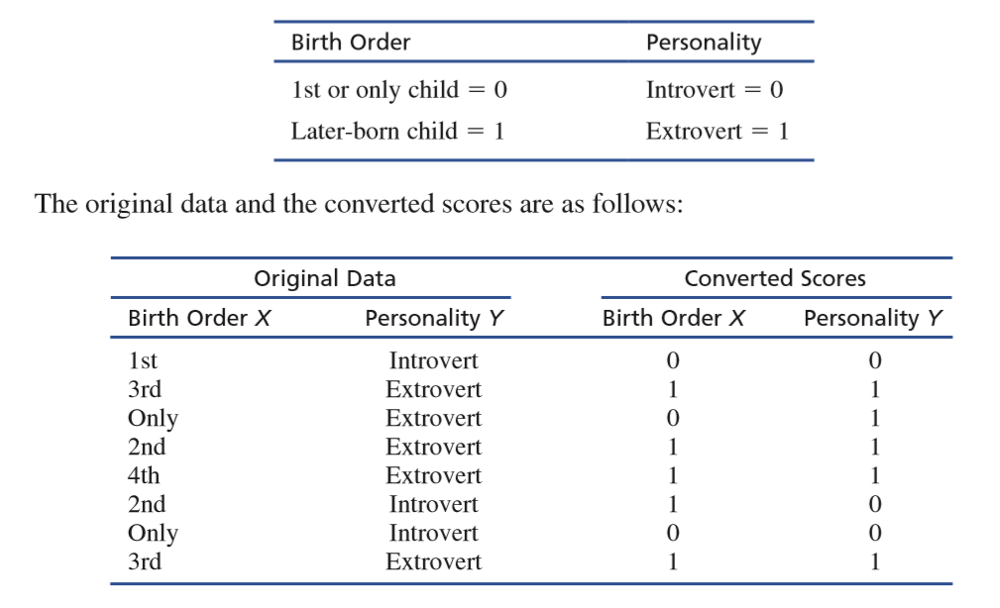 Birth Order Personality
1st or only child = 0 Introvert = 0
Later-born child = 1 Extrovert = 1
The original data and the converted scores are as follows:
Original Data Converted Scores
Birth Order X Personality Y Birth Order X Personality Y
1st Introvert 0 0
3rd Extrovert 1 1
Only Extrovert 0 1
2nd Extrovert 1 1
4th Extrovert 1 1
2nd Introvert 1 0
Only Introvert 0 0
3rd Extrovert 1 1